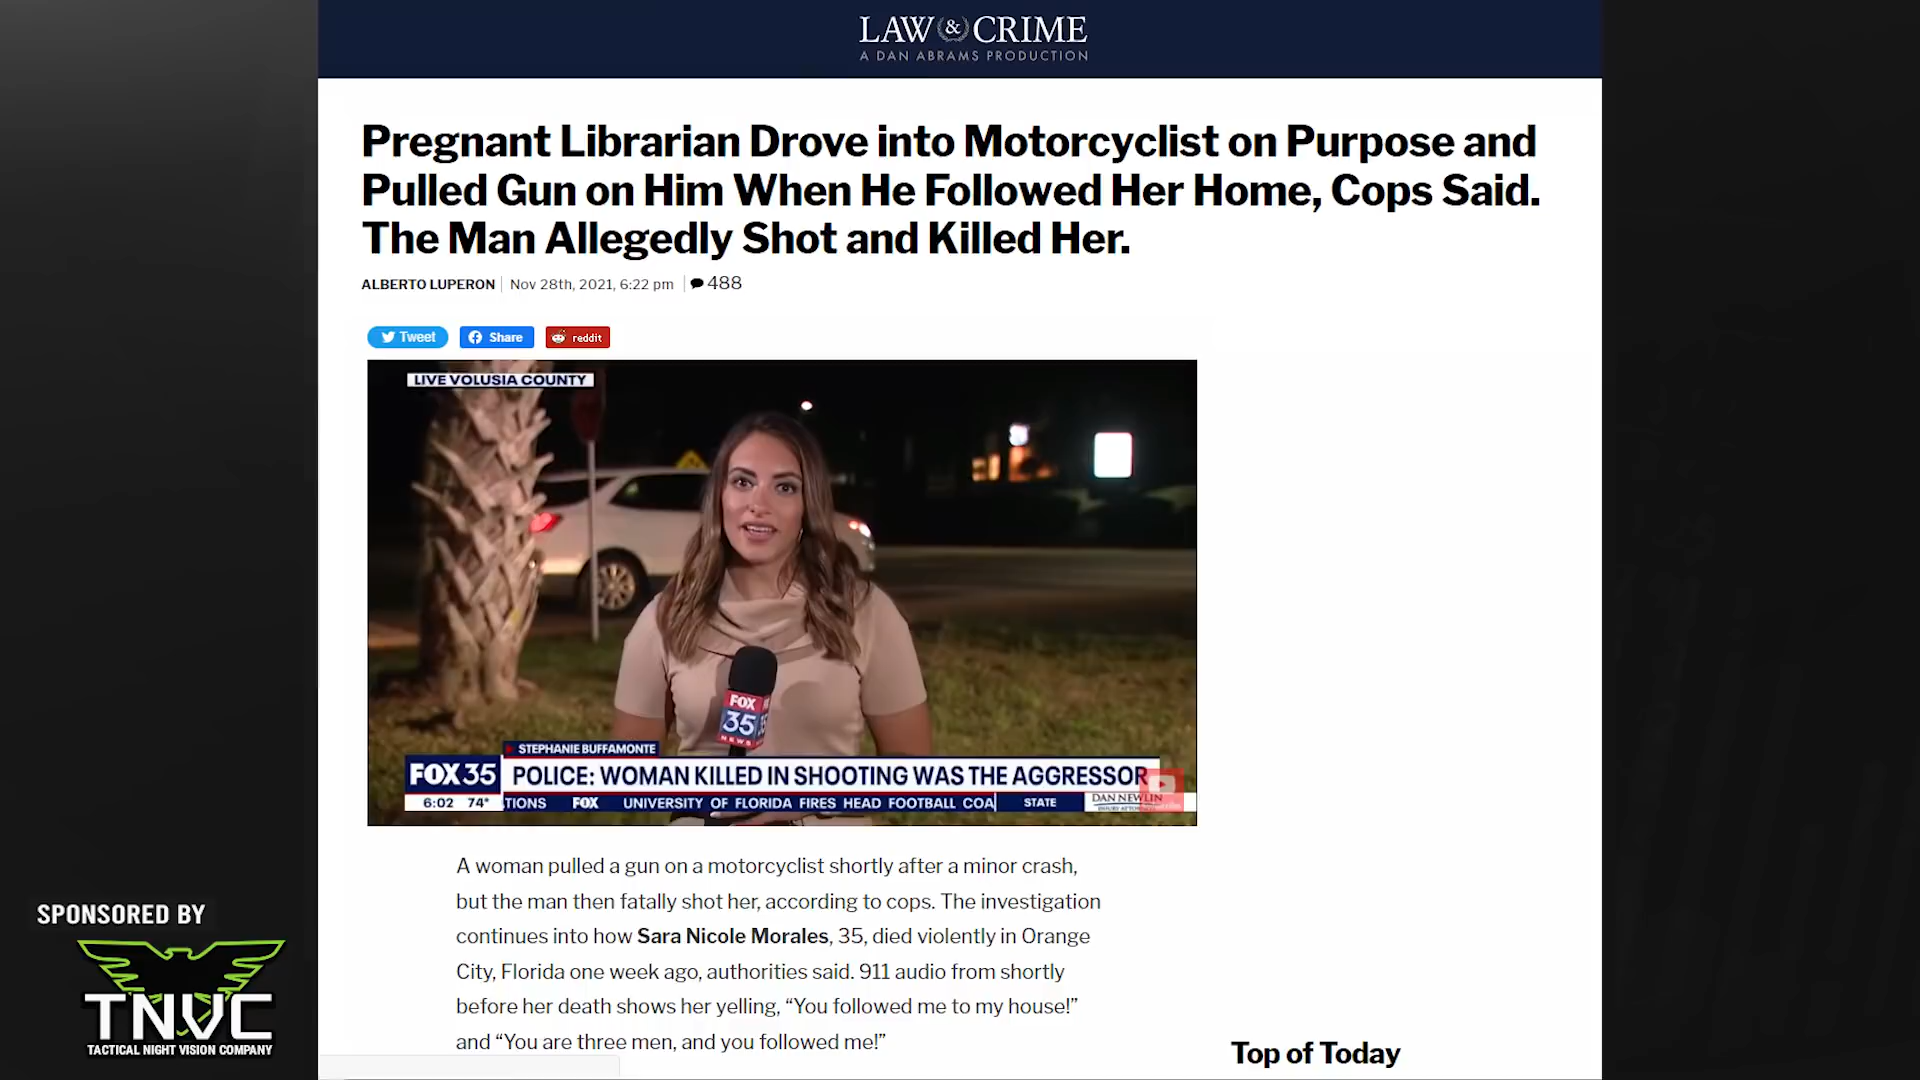 LAW & CRIME
A DAN ABRAMS PRODUCTION
Pregnant Librarian Drove into Motorcyclist on Purpose and
Pulled Gun on Him When He Followed Her Home, Cops Said.
The Man Allegedly Shot and Killed Her.
ALBERTO LUPERON | Nov 28th, 2021, 6:22 pm | 488
Tweet Share reddit
LIVE VOLUSIA COUNTY
FOX
35
NEWS
STEPHANIE BUFFAMONTE
FOX 35 POLICE: WOMAN KILLED IN SHOOTING WAS THE AGGRESSOR
6:02 74° TIONS FOX UNIVERSITY OF FLORIDA FIRES HEAD FOOTBALL COA STATE DAN NEWLIN
A woman pulled a gun on a motorcyclist shortly after a minor crash,
but the man then fatally shot her, according to cops. The investigation
continues into how Sara Nicole Morales, 35, died violently in Orange
City, Florida one week ago, authorities said. 911 audio from shortly
before her death shows her yelling, “You followed me to my house!”
and “You are three men, and you followed me!”
Top of Today
SPONSORED BY
TNVC
TACTICAL NIGHT VISION COMPANY